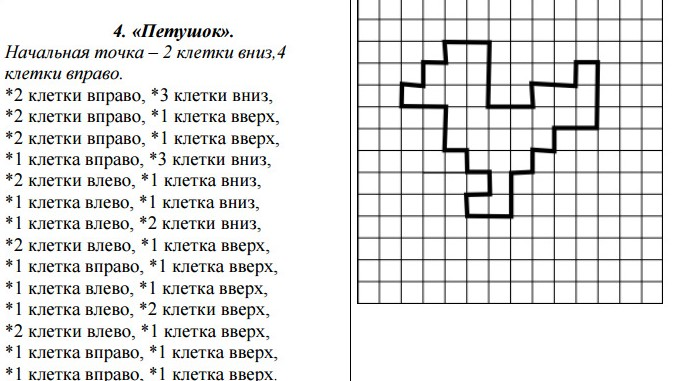 4. «Петушок».
Начальная точка – 2 клетки вниз,4
клетки вправо.
*2 клетки вправо, *3 клетки вниз,
*2 клетки вправо, *1 клетка вверх,
*2 клетки вправо, *1 клетка вверх,
*1 клетка вправо, *3 клетки вниз,
*2 клетки влево, *1 клетка вниз,
*1 клетка влево, *1 клетка вниз,
*1 клетка влево, *2 клетки вниз,
*2 клетки влево, *1 клетка вверх,
*1 клетка вправо, *1 клетка вверх,
*1 клетка влево, *1 клетка вверх,
*1 клетка влево, *2 клетки вверх,
*2 клетки влево, *1 клетка вверх,
*1 клетка вправо, *1 клетка вверх,
*1 клетка вправо, *1 клетка вверх.